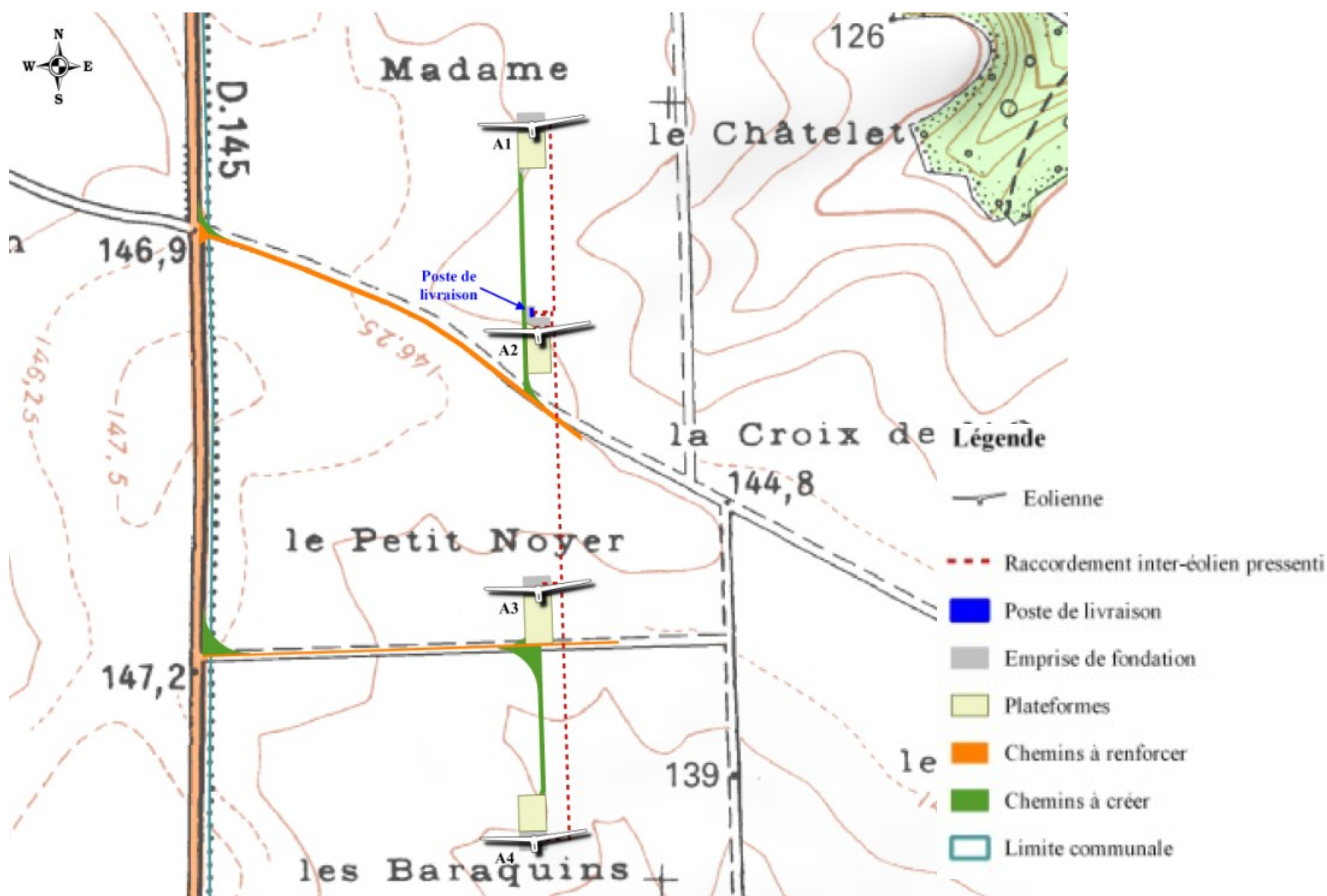 N
W E
S
126
Madame
D.145
le Châtelet
A1
146,9
Poste de
livraison
A2
146,25
146,25
147,5
la Croix de
144,8
le Petit Noyer
A3
147,2
139
le
A4
les Baraquins
Légende
Eolienne
Raccordement inter-éolien pressenti
Poste de livraison
Emprise de fondation
Plateformes
Chemins à renforcer
Chemins à créer
Limite communale